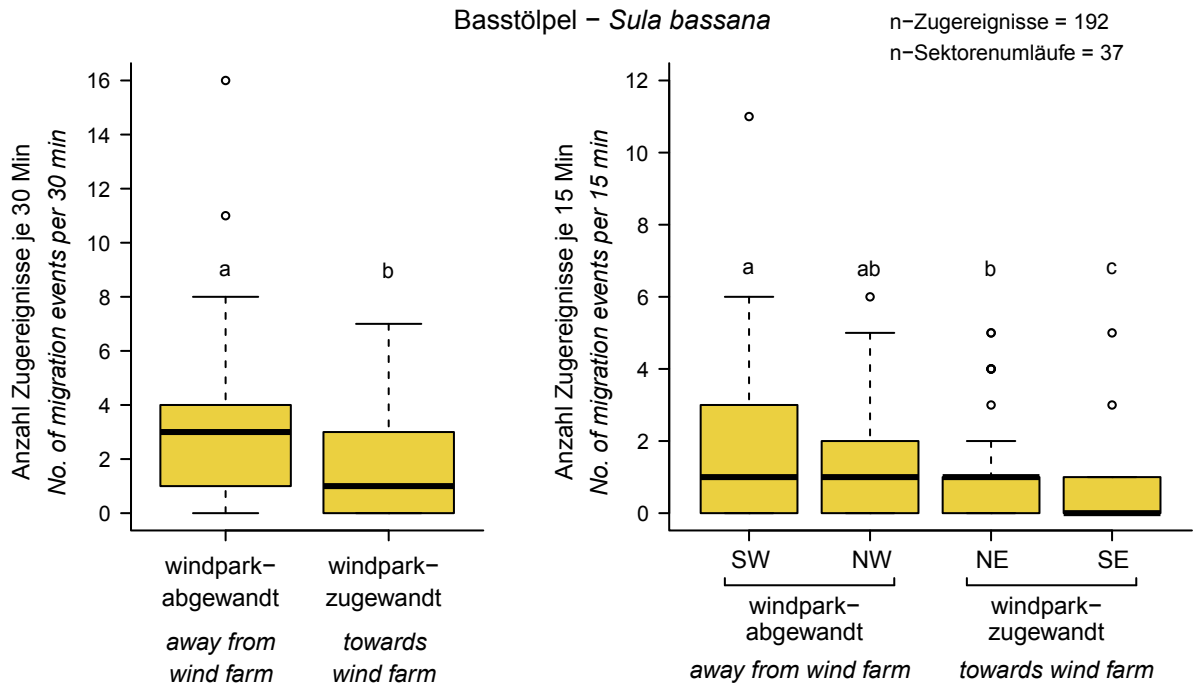 Basstölpel − Sula bassana
n−Zugereignisse = 192
n−Sektorenumläufe = 37
Anzahl Zugereignisse je 30 Min
No. of migration events per 30 min
16
14
12
10
8
6
4
2
0
a
b
windpark−
abgewandt
away from
wind farm
windpark−
zugewandt
towards
wind farm
Anzahl Zugereignisse je 15 Min
No. of migration events per 15 min
12
10
8
6
4
2
0
a
ab
b
c
SW
NW
NE
SE
windpark−
abgewandt
away from wind farm
windpark−
zugewandt
towards wind farm